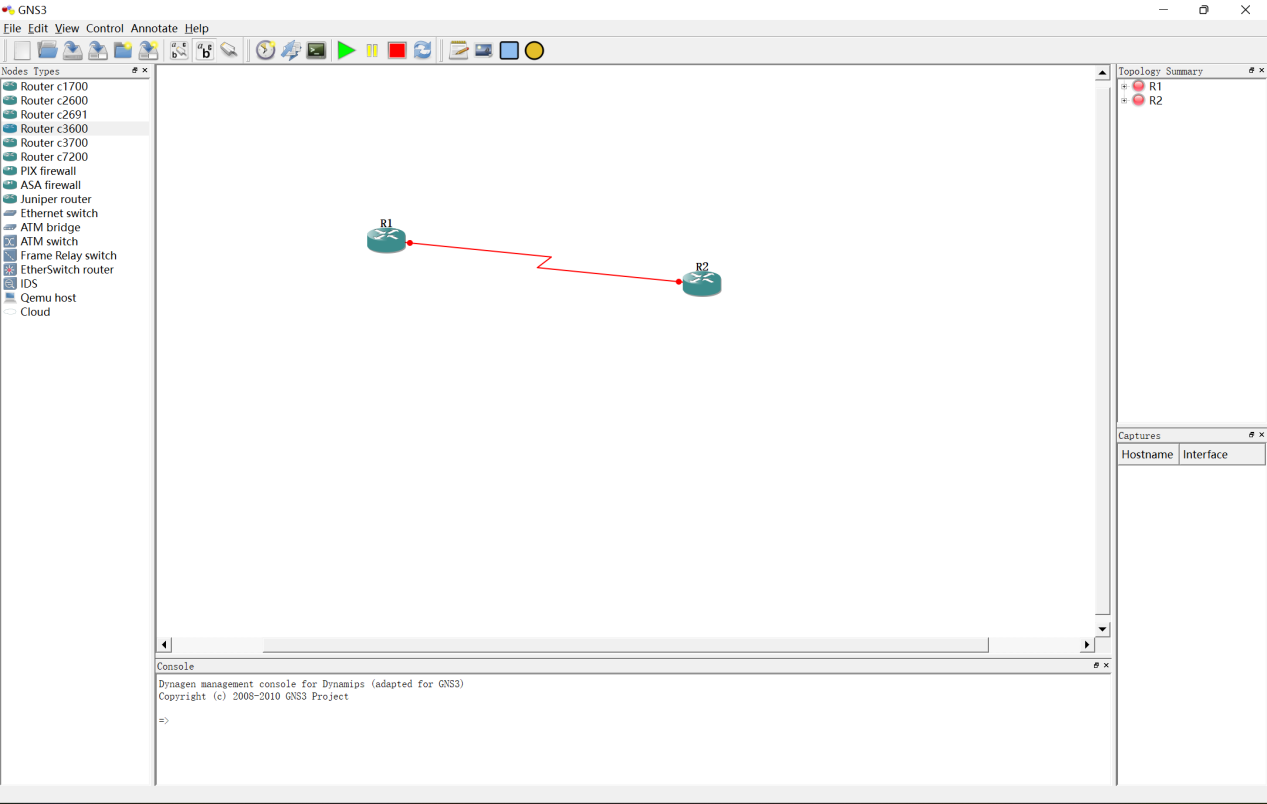 GNS3
File Edit View Control Annotate Help
Nodes Types
Router c1700
Router c2600
Router c2691
Router c3600
Router c3700
Router c7200
PIX firewall
ASA firewall
Juniper router
Ethernet switch
ATM bridge
ATM switch
Frame Relay switch
EtherSwitch router
IDS
Qemu host
Cloud
R1
R2
Console
Dynagen management console for Dynamips (adapted for GNS3)
Copyright (c) 2008-2010 GNS3 Project
=>
Topology Summary
R1
R2
Captures
Hostname Interface